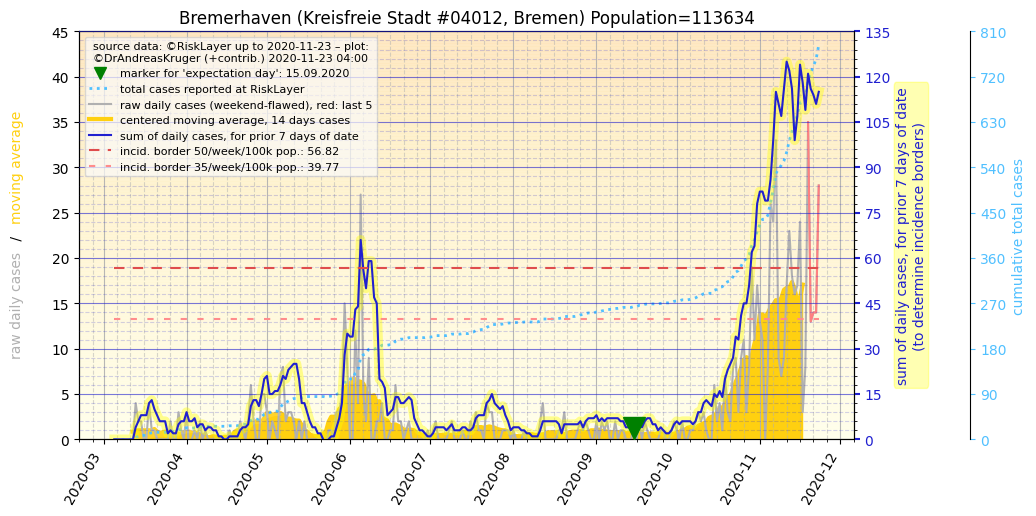 Bremerhaven (Kreisfreie Stadt #04012, Bremen) Population=113634
source data: ©RiskLayer up to 2020-11-23 – plot:
©DrAndreasKruger (+contrib.) 2020-11-23 04:00
marker for 'expectation day': 15.09.2020
total cases reported at RiskLayer
raw daily cases (weekend-flawed), red: last 5
centered moving average, 14 days cases
sum of daily cases, for prior 7 days of date
incid. border 50/week/100k pop.: 56.82
incid. border 35/week/100k pop.: 39.77
raw daily cases / moving average
45
40
35
30
25
20
15
10
5
0
2020-03
2020-04
2020-05
2020-06
2020-07
2020-08
2020-09
2020-10
2020-11
2020-12
135
120
105
90
75
60
45
30
15
0
sum of daily cases, for prior 7 days of date
(to determine incidence borders)
810
720
630
540
450
360
270
180
90
0
cumulative total cases